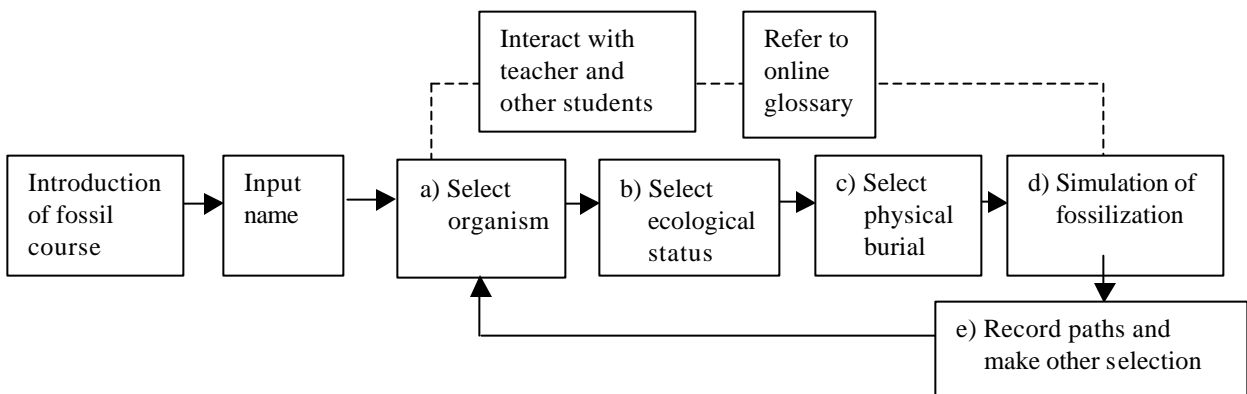 Interact with
teacher and
other students
Refer to
online
glossary
Introduction
of fossil
course
Input
name
a) Select
organism
b) Select
ecological
status
c) Select
physical
burial
d) Simulation of
fossilization
e) Record paths and
make other selection